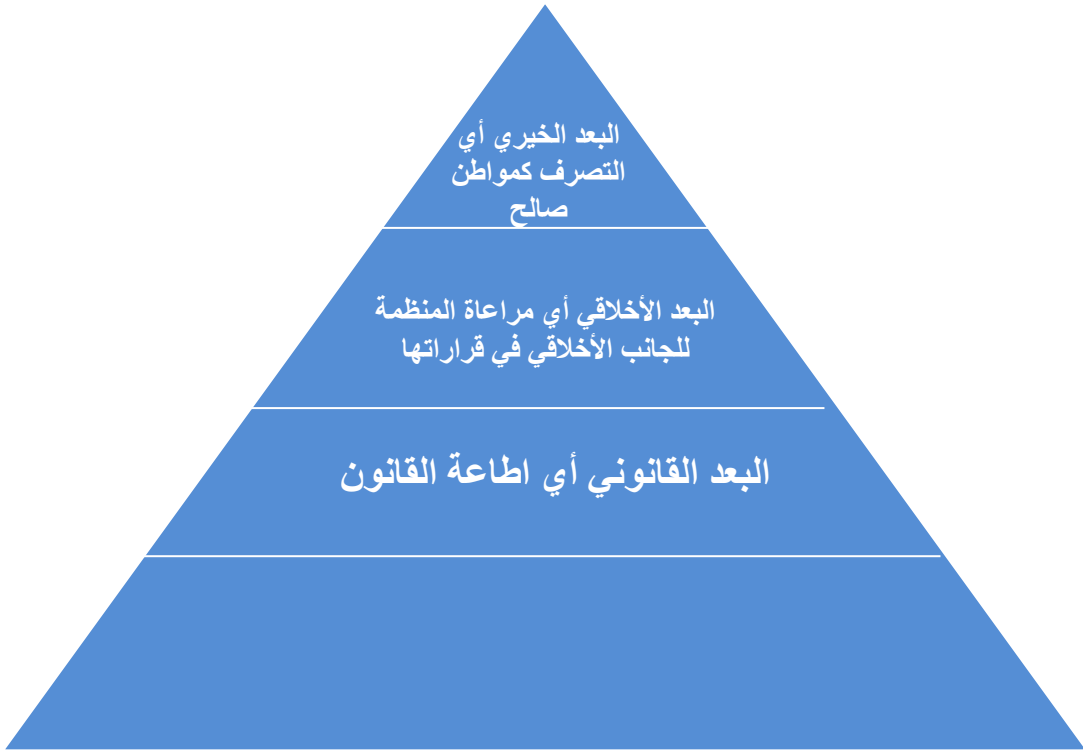 البعد الخيري أي
التصرف كمواطن
صالح
البعد الأخلاقي أي مراعاة المنظمة
للجانب الأخلاقي في قراراتها
البعد القانوني أي اطاعة القانون